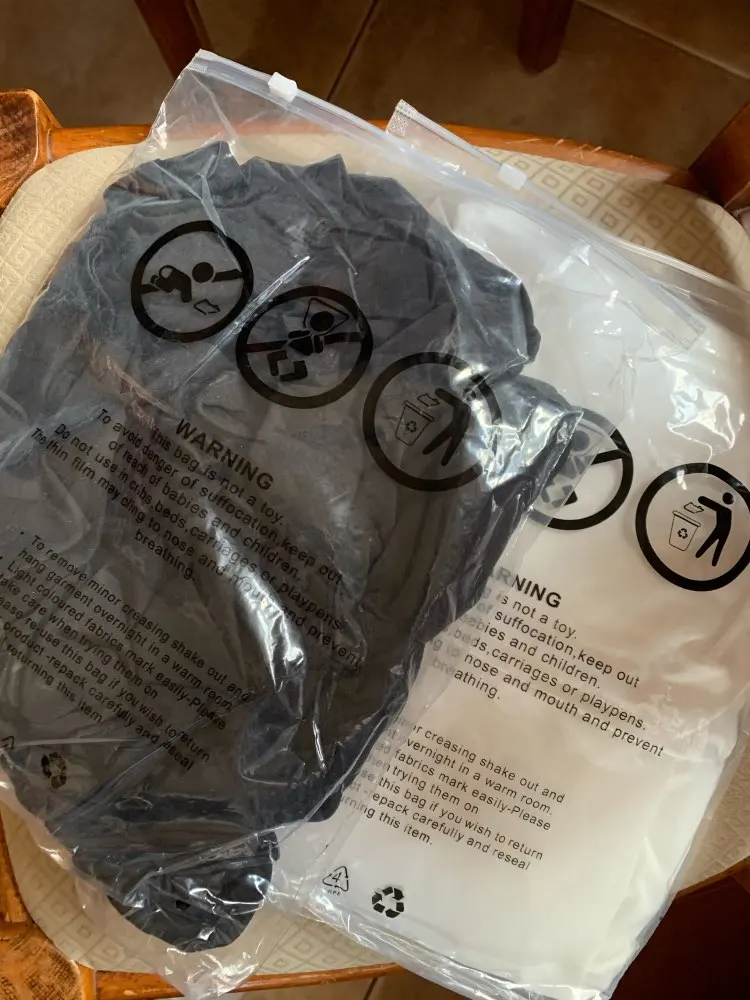 WARNING
This bag is not a toy.
To avoid danger of suffocation,keep out
of reach of babies and children.
Do not use in cribs,beds,carriages or playpens.
The thin film may cling to nose and mouth and prevent
breathing.
· To remove minor creasing shake out and
hang garment overnight in a warm room.
· Light coloured fabrics mark easily-Please
take care when trying them on
Please reuse this bag if you wish to return
product -repack carefully and reseal
returning this item.
RNING
is not a toy.
suffocation,keep out
babies and children.
beds,carriages or playpens.
nose and mouth and prevent
breathing.
creasing shake out and
overnight in a warm room.
fabrics mark easily-Please
trying them on
this bag if you wish to return
-repack carefully and reseal
this item.
4